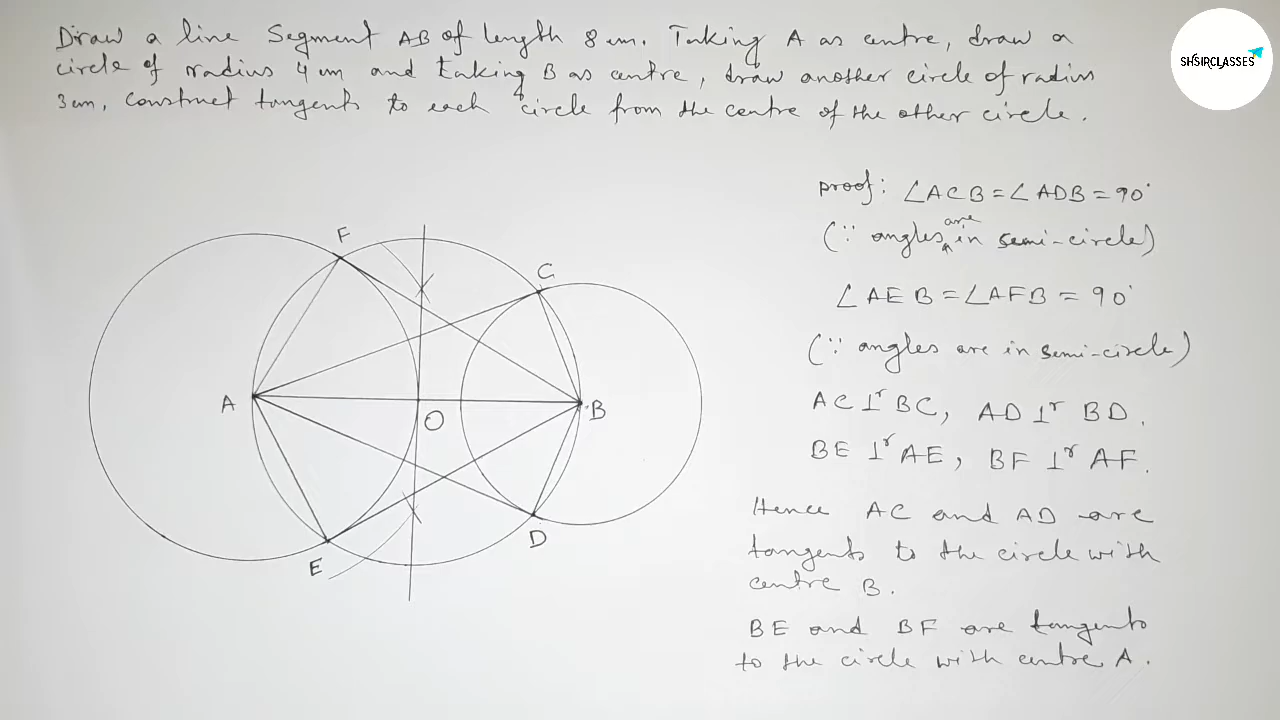 Draw a line Segment AB of length 8 cm. Taking A as centre, draw a
circle of radius 4 cm and taking B as centre, draw another circle of radius
3 cm, Construct tangents to each circle from the centre of the other circle.
SHSIRCLASSES
proof: ∠ACB = ∠ADB = 90°
(∵ angles are in semi-circle)
∠AEB = ∠AFB = 90°
(∵ angles are in semi-circle)
AC ⊥r BC, AD ⊥r BD.
BE ⊥r AE, BF ⊥r AF.
Hence AC and AD are
tangents to the circle with
centre B.
BE and BF are tangents
to the circle with centre A.
F
C
A
O
B
D
E